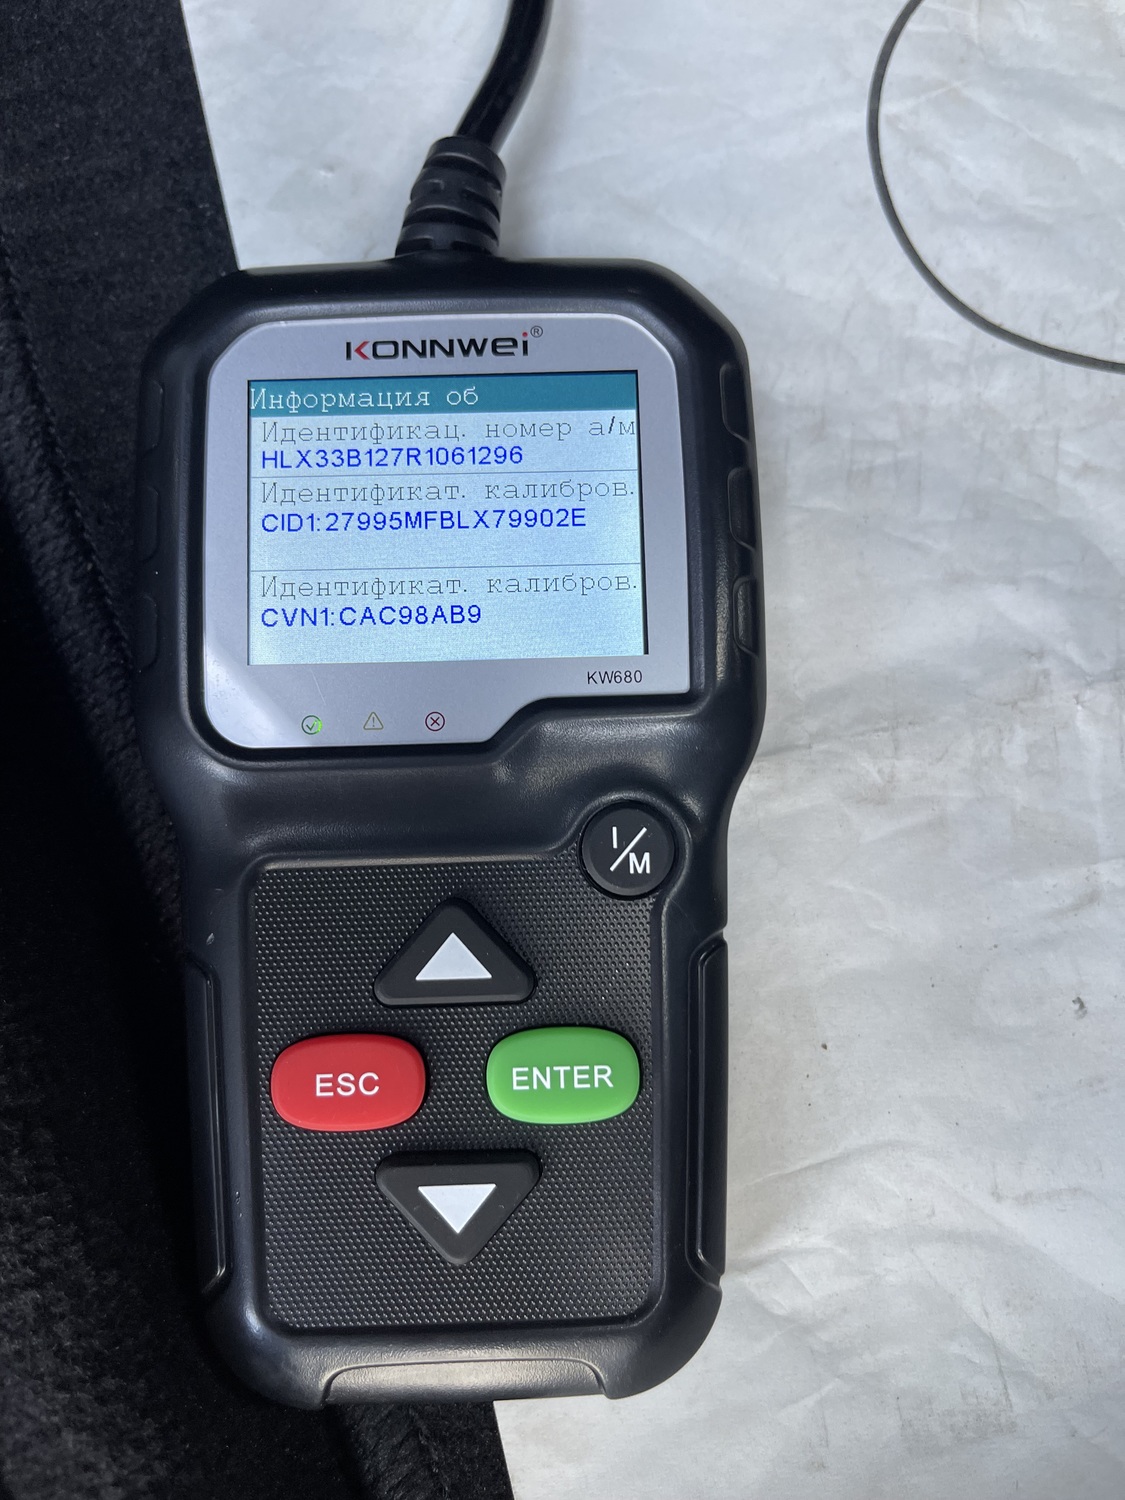 KONNWEI®
Информация об
Идентификац. номер а/м
HLX33B127R1061296
Идентификат. калибров.
CID1:27995MFBLX79902E
Идентификат. калибров.
CVN1:CAC98AB9
KW680
I/M
ESC
ENTER